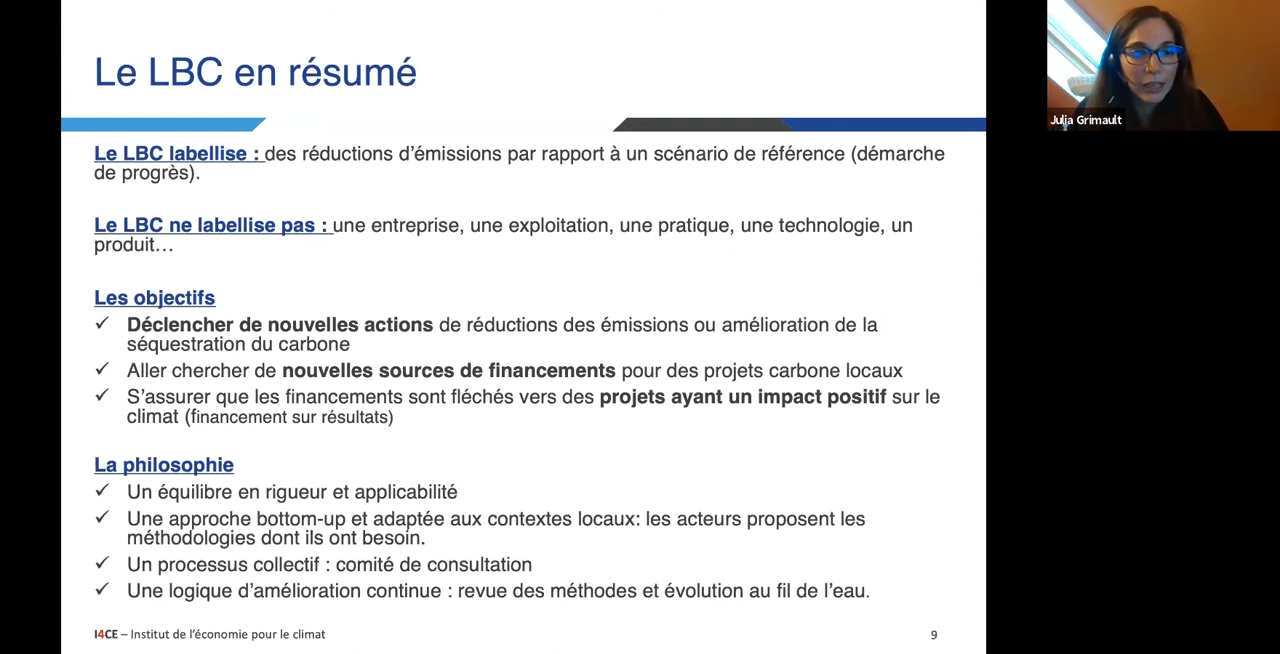 Le LBC en résumé
Julia Grimault
Le LBC labellise : des réductions d’émissions par rapport à un scénario de référence (démarche
de progrès).
Le LBC ne labellise pas : une entreprise, une exploitation, une pratique, une technologie, un
produit…
Les objectifs
✓ Déclencher de nouvelles actions de réductions des émissions ou amélioration de la
séquestration du carbone
✓ Aller chercher de nouvelles sources de financements pour des projets carbone locaux
✓ S’assurer que les financements sont fléchés vers des projets ayant un impact positif sur le
climat (financement sur résultats)
La philosophie
✓ Un équilibre en rigueur et applicabilité
✓ Une approche bottom-up et adaptée aux contextes locaux: les acteurs proposent les
méthodologies dont ils ont besoin.
✓ Un processus collectif : comité de consultation
✓ Une logique d’amélioration continue : revue des méthodes et évolution au fil de l’eau.
I4CE – Institut de l’économie pour le climat
9